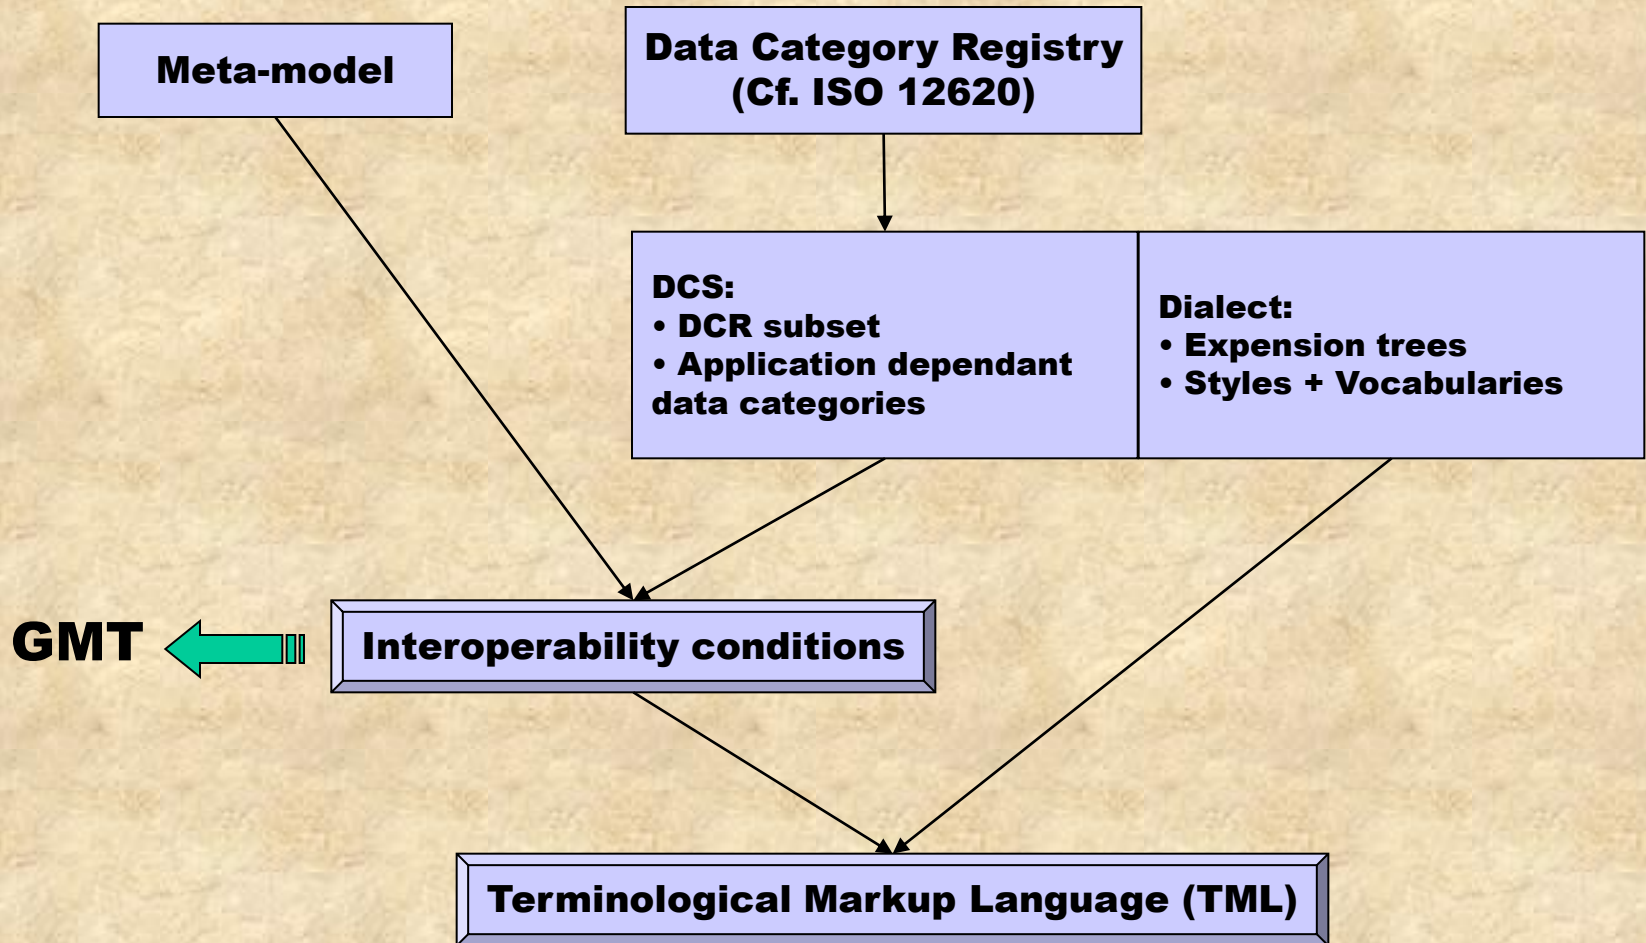 Meta-model
Data Category Registry
(Cf. ISO 12620)
DCS:
• DCR subset
• Application dependant
data categories
Dialect:
• Expension trees
• Styles + Vocabularies
GMT
Interoperability conditions
Terminological Markup Language (TML)